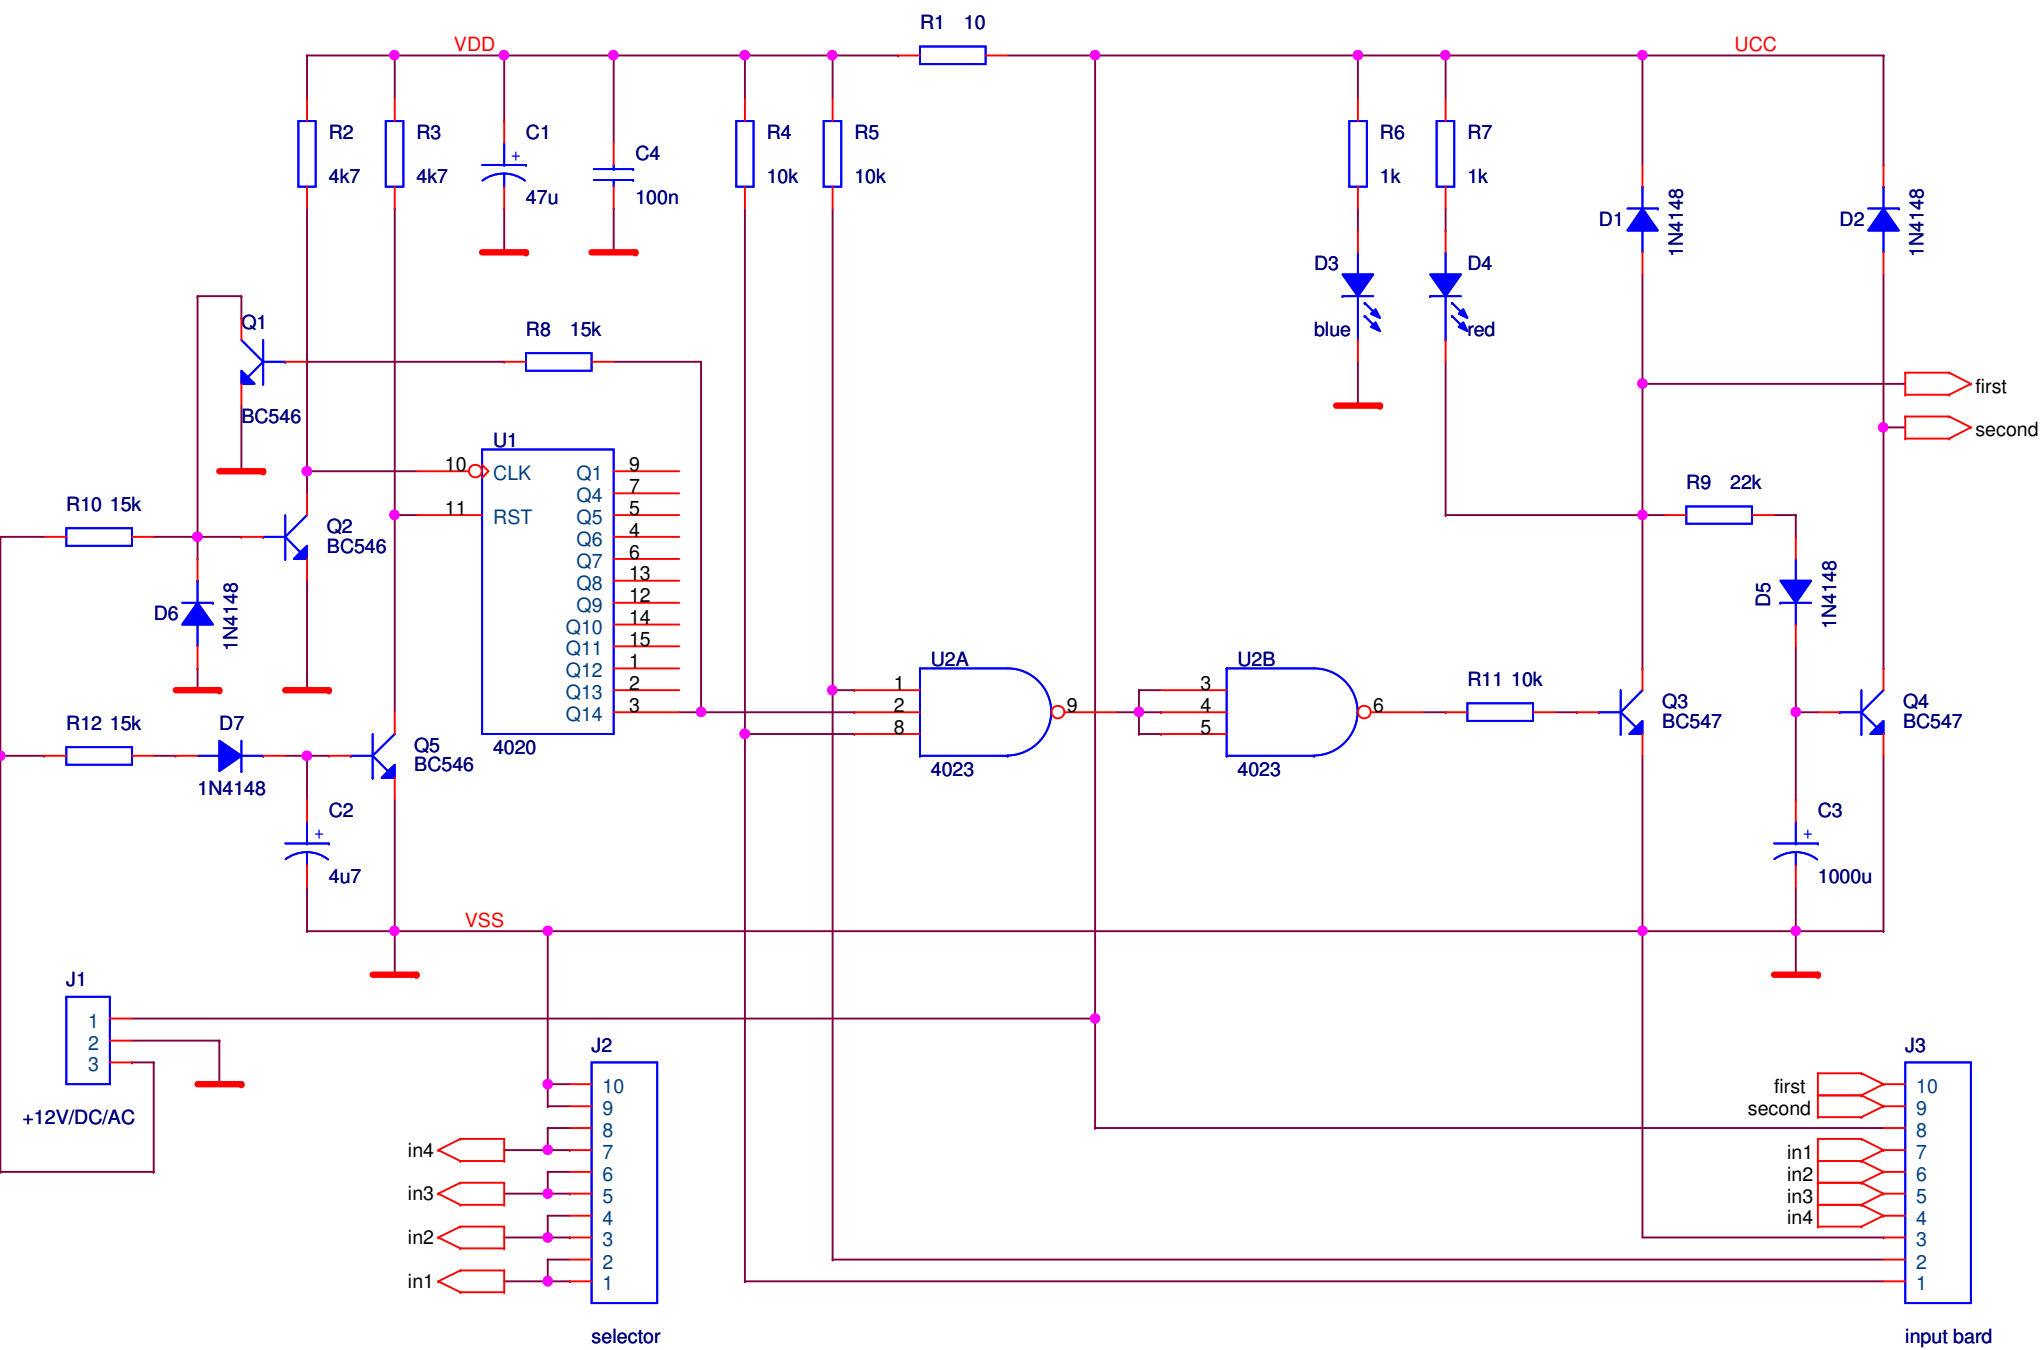 R1 10
VDD
UCC
R2
4k7
R3
4k7
C1
+
47u
C4
100n
R4
10k
R5
10k
R6
1k
R7
1k
D1
1N4148
D2
1N4148
D3
blue
D4
red
first
second
Q1
BC546
R8 15k
U1
10 CLK
11 RST
Q1 9
Q4 7
Q5 5
Q6 4
Q7 6
Q8 13
Q9 12
Q10 14
Q11 15
Q12 1
Q13 2
Q14 3
4020
R10 15k
Q2
BC546
D6
1N4148
R12 15k
D7
1N4148
Q5
BC546
C2
+
4u7
U2A
1
2
8
9
4023
U2B
3
4
5
6
4023
R11 10k
Q3
BC547
R9 22k
D5
1N4148
Q4
BC547
C3
+
1000u
VSS
J1
1
2
3
+12V/DC/AC
J2
10
9
8
in4 7
6
in3 5
4
in2 3
2
in1 1
selector
J3
first 10
second 9
8
in1 7
in2 6
in3 5
in4 4
3
2
1
input bard